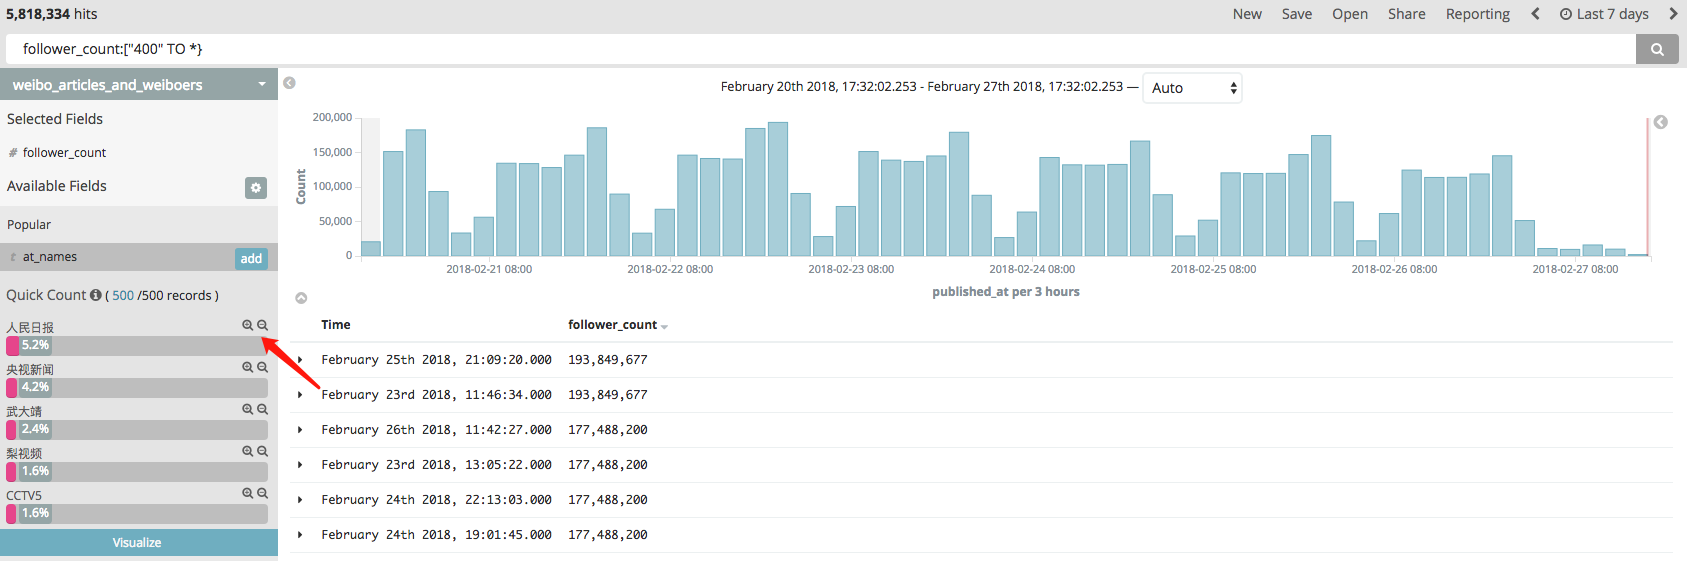 5,818,334 hits
New Save Open Share Reporting Last 7 days
follower_count:["400" TO *}
weibo_articles_and_weiboers
Selected Fields
# follower_count
Available Fields
Popular
t at_names add
Quick Count ( 500 /500 records )
人民日报
5.2%
央视新闻
4.2%
武大靖
2.4%
梨视频
1.6%
CCTV5
1.6%
Visualize
February 20th 2018, 17:32:02.253 - February 27th 2018, 17:32:02.253 — Auto
Count
200,000
150,000
100,000
50,000
0
2018-02-21 08:00 2018-02-22 08:00 2018-02-23 08:00 2018-02-24 08:00 2018-02-25 08:00 2018-02-26 08:00 2018-02-27 08:00
published_at per 3 hours
Time follower_count
February 25th 2018, 21:09:20.000 193,849,677
February 23rd 2018, 11:46:34.000 193,849,677
February 26th 2018, 11:42:27.000 177,488,200
February 23rd 2018, 13:05:22.000 177,488,200
February 24th 2018, 22:13:03.000 177,488,200
February 24th 2018, 19:01:45.000 177,488,200